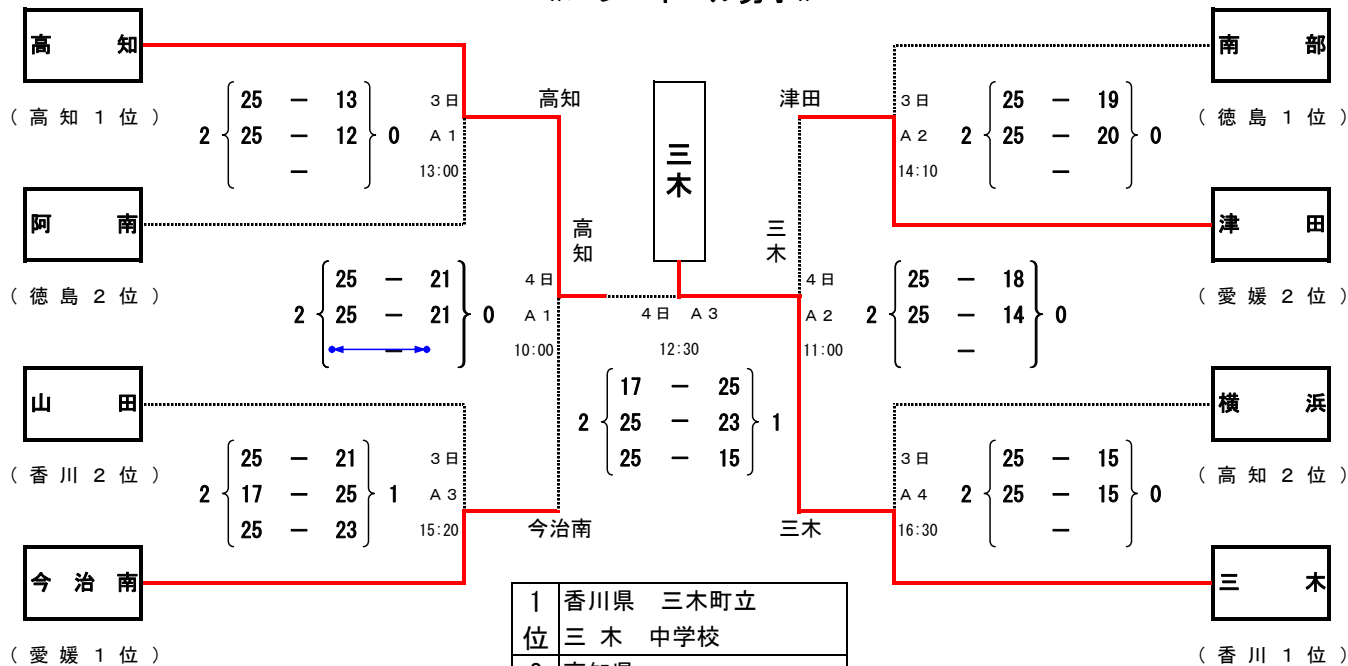 高 知
( 高 知 1 位 )
25 － 13
2 25 － 12 0
－
3日
A 1
13:00
高知
阿 南
( 徳 島 2 位 )
25 － 21
2 25 － 21 0
－
4日
A 1
10:00
高知
山 田
( 香 川 2 位 )
25 － 21
2 17 － 25 1
25 － 23
3日
A 3
15:20
今治南
今 治 南
( 愛 媛 1 位 )
三木
4日 A 3
12:30
17 － 25
2 25 － 23 1
25 － 15
津田
3日
A 2
14:10
25 － 19
2 25 － 20 0
－
南 部
( 徳 島 1 位 )
津 田
( 愛 媛 2 位 )
三木
4日
A 2
11:00
25 － 18
2 25 － 14 0
－
横 浜
( 高 知 2 位 )
3日
A 4
16:30
25 － 15
2 25 － 15 0
－
三木
三 木
( 香 川 1 位 )
1位 香川県 三木町立
三 木 中学校